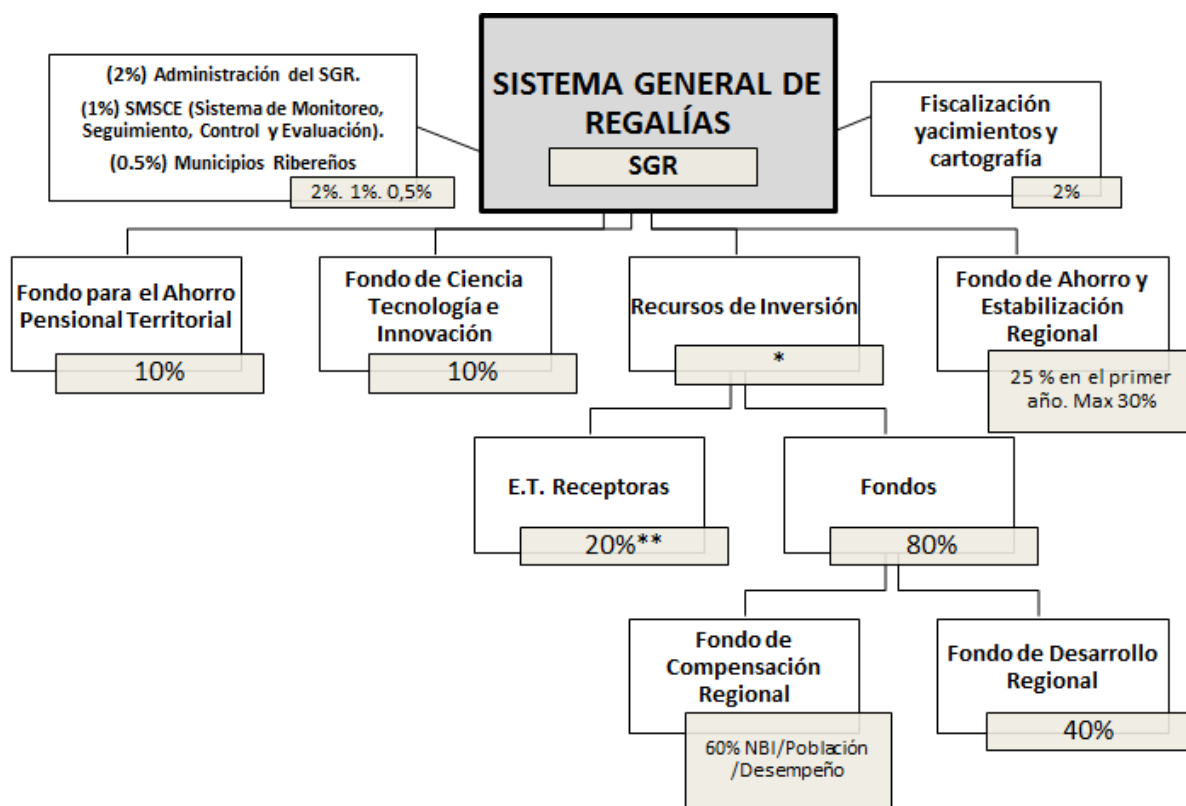 (2%) Administración del SGR.
(1%) SMSCE (Sistema de Monitoreo,
Seguimiento, Control y Evaluación).
(0.5%) Municipios Ribereños
2%. 1%. 0,5%
SISTEMA GENERAL DE
REGALÍAS
SGR
Fiscalización
yacimientos y
cartografía
2%
Fondo para el Ahorro
Pensional Territorial
10%
Fondo de Ciencia
Tecnología e
Innovación
10%
Recursos de Inversión
*
Fondo de Ahorro y
Estabilización
Regional
25 % en el primer
año. Max 30%
E.T. Receptoras
20%**
Fondos
80%
Fondo de
Compensación
Regional
60% NBI/Población
/Desempeño
Fondo de Desarrollo
Regional
40%